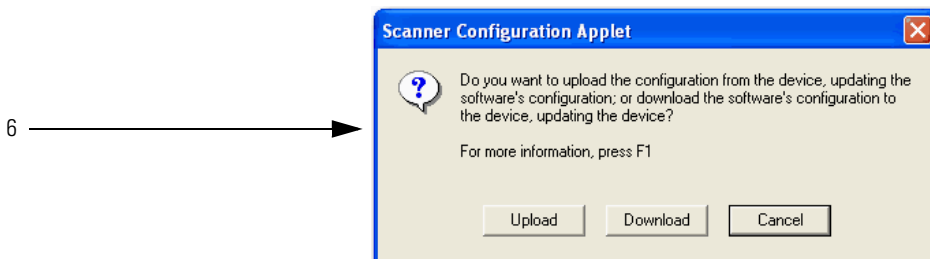 Scanner Configuration Applet
Do you want to upload the configuration from the device, updating the
software's configuration; or download the software's configuration to
the device, updating the device?
6
For more information, press F1
Upload Download Cancel